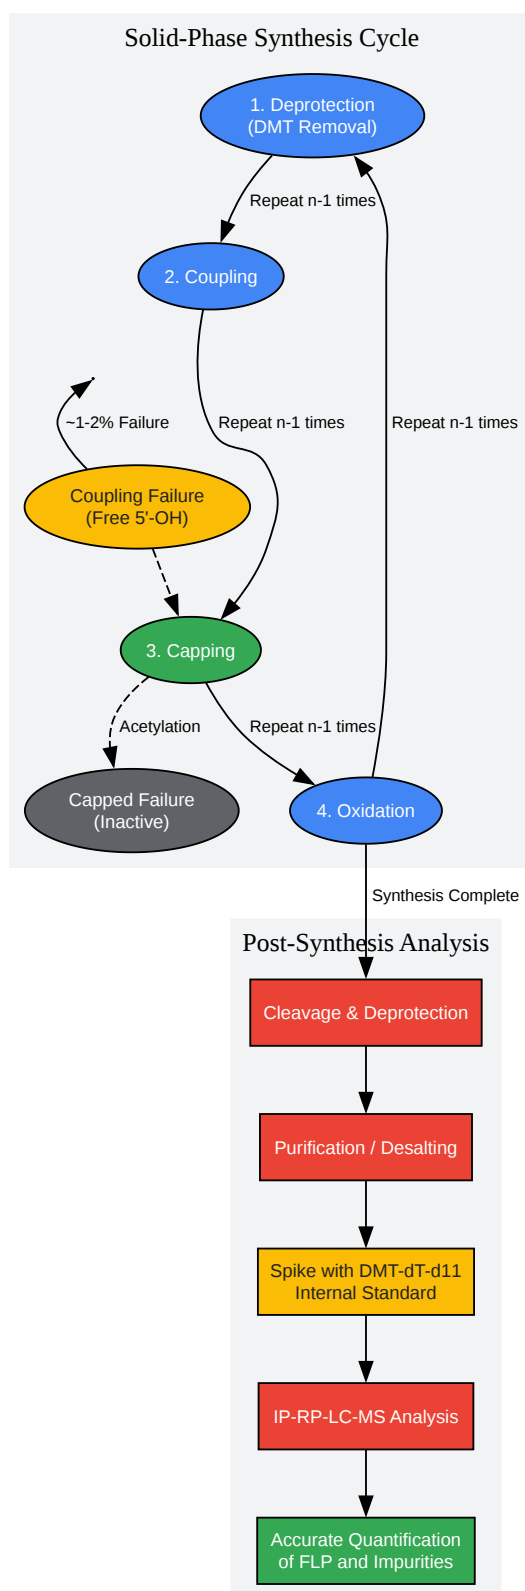 Solid-Phase Synthesis Cycle
1. Deprotection
(DMT Removal)
Repeat n-1 times
2. Coupling
~1-2% Failure
Repeat n-1 times
Repeat n-1 times
Coupling Failure
(Free 5'-OH)
3. Capping
Acetylation
Repeat n-1 times
Capped Failure
(Inactive)
4. Oxidation
Synthesis Complete
Post-Synthesis Analysis
Cleavage & Deprotection
Purification / Desalting
Spike with DMT-dT-d11
Internal Standard
IP-RP-LC-MS Analysis
Accurate Quantification
of FLP and Impurities